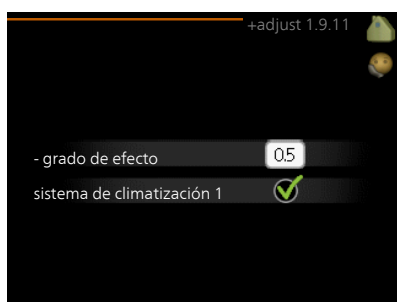 +adjust 1.9.11
- grado de efecto 0.5
sistema de climatización 1